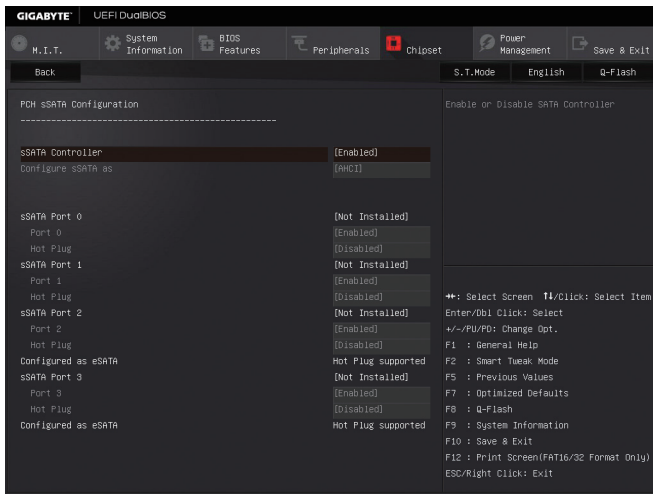 GIGABYTE™ UEFI DualBIOS
M.I.T. System Information BIOS Features Peripherals Chipset Power Management Save & Exit
Back S.T.Mode English Q-Flash
PCH sSATA Configuration
--------------------------------------------------
Enable or Disable SATA Controller
sSATA Controller [Enabled]
Configure sSATA as [AHCI]
sSATA Port 0 [Not Installed]
Port 0 [Enabled]
Hot Plug [Disabled]
sSATA Port 1 [Not Installed]
Port 1 [Enabled]
Hot Plug [Disabled]
sSATA Port 2 [Not Installed]
Port 2 [Enabled]
Hot Plug [Disabled]
Configured as eSATA Hot Plug supported
sSATA Port 3 [Not Installed]
Port 3 [Enabled]
Hot Plug [Disabled]
Configured as eSATA Hot Plug supported
→←: Select Screen ↑↓/Click: Select Item
Enter/Dbl Click: Select
+/-/PU/PD: Change Opt.
F1 : General Help
F2 : Smart Tweak Mode
F5 : Previous Values
F7 : Optimized Defaults
F8 : Q-Flash
F9 : System Information
F10 : Save & Exit
F12 : Print Screen(FAT16/32 Format Only)
ESC/Right Click: Exit